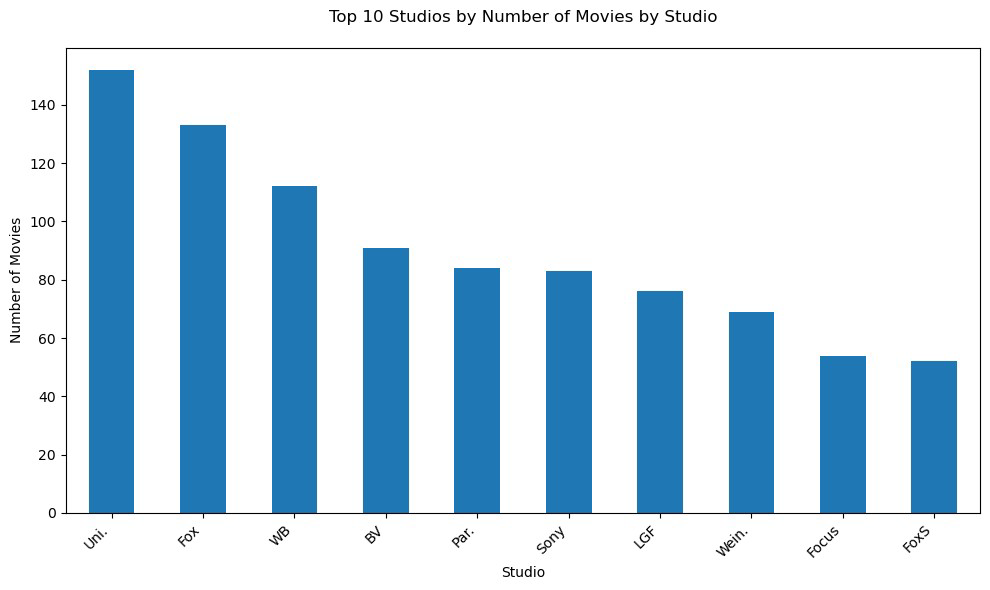 Top 10 Studios by Number of Movies by Studio
Number of Movies
140
120
100
80
60
40
20
0
Uni.
Fox
WB
BV
Par.
Sony
LGF
Wein.
Focus
FoxS
Studio